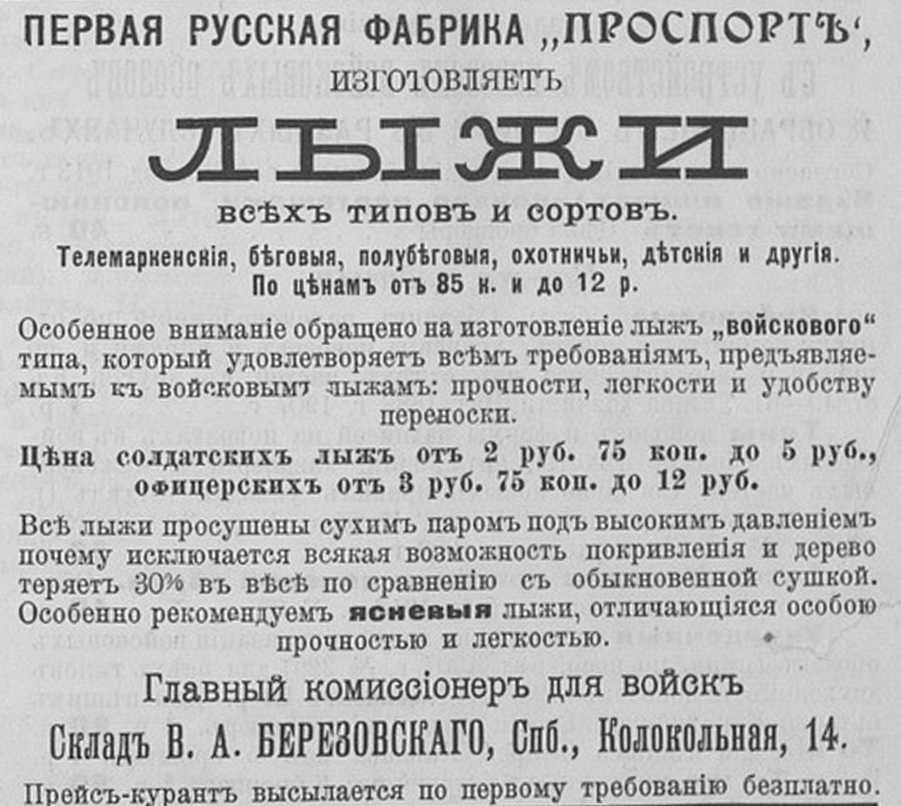 ПЕРВАЯ РУССКАЯ ФАБРИКА „ПРОСПОРТЪ‘,
ИЗГОТОВЛЯЕТЪ
ЛЫЖИ
всѣхъ типовъ и сортовъ.
Телемаркенскія, бѣговыя, полубѣговыя, охотничьи, дѣтскія и другія.
По цѣнамъ отъ 85 к. и до 12 р.
Особенное вниманіе обращено на изготовленіе лыжъ „войскового“
типа, который удовлетворяетъ всѣмъ требованіямъ, предъявляе-
мымъ къ войсковымъ лыжамъ: прочности, легкости и удобству
переноски.
Цѣна солдатскихъ лыжъ отъ 2 руб. 75 коп. до 5 руб.,
офицерскихъ отъ 3 руб. 75 коп. до 12 руб.
Всѣ лыжи просушены сухимъ паромъ подъ высокимъ давленіемъ
почему исключается всякая возможность покривленія и дерево
теряетъ 30% въ вѣсѣ по сравненію съ обыкновенной сушкой.
Особенно рекомендуемъ ясневыя лыжи, отличающіяся особою
прочностью и легкостью.
Главный комиссіонеръ для войскъ
Складъ В. А. БЕРЕЗОВСКАГО, Спб., Колокольная, 14.
Прейсъ-курантъ высылается по первому требованію безплатно.